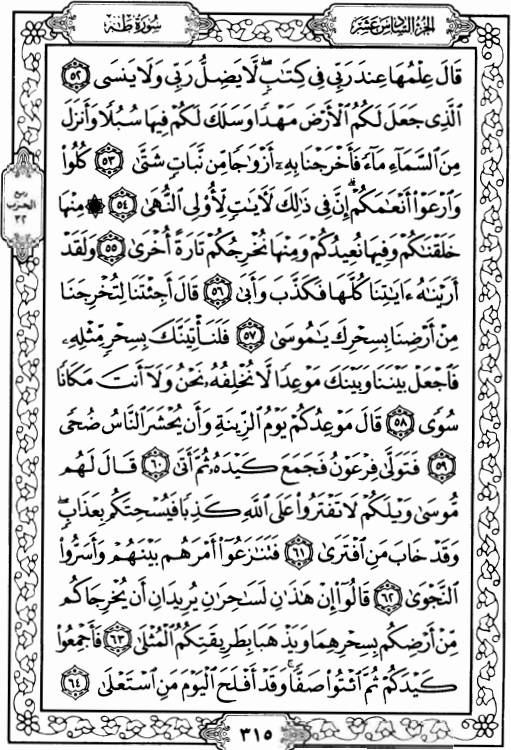 الجزء السادس عشر
سورة طه
قَالَ عِلْمُهَا عِندَ رَبِّى فِى كِتَٰبٍۢ ۖ لَّا يَضِلُّ رَبِّى وَلَا يَنسَى ٥٢
ٱلَّذِى جَعَلَ لَكُمُ ٱلْأَرْضَ مَهْدًا وَسَلَكَ لَكُمْ فِيهَا سُبُلًا وَأَنزَلَ
مِنَ ٱلسَّمَآءِ مَآءً فَأَخْرَجْنَا بِهِۦٓ أَزْوَٰجًا مِّن نَّبَاتٍ شَتَّىٰ ٥٣ كُلُوا۟
وَٱرْعَوْا۟ أَنْعَٰمَكُمْ ۗ إِنَّ فِى ذَٰلِكَ لَءَايَٰتٍ لِّأُو۟لِى ٱلنُّهَىٰ ٥٤ ۞ مِنْهَا
خَلَقْنَٰكُمْ وَفِيهَا نُعِيدُكُمْ وَمِنْهَا نُخْرِجُكُمْ تَارَةً أُخْرَىٰ ٥٥ وَلَقَدْ
أَرَيْنَٰهُ ءَايَٰتِنَا كُلَّهَا فَكَذَّبَ وَأَبَىٰ ٥٦ قَالَ أَجِئْتَنَا لِتُخْرِجَنَا
مِنْ أَرْضِنَا بِسِحْرِكَ يَٰمُوسَىٰ ٥٧ فَلَنَأْتِيَنَّكَ بِسِحْرٍ مِّثْلِهِۦ
فَٱجْعَلْ بَيْنَنَا وَبَيْنَكَ مَوْعِدًا لَّا نُخْلِفُهُۥ نَحْنُ وَلَآ أَنتَ مَكَانًا
سُوًى ٥٨ قَالَ مَوْعِدُكُمْ يَوْمُ ٱلزِّينَةِ وَأَن يُحْشَرَ ٱلنَّاسُ ضُحًى
٥٩ فَتَوَلَّىٰ فِرْعَوْنُ فَجَمَعَ كَيْدَهُۥ ثُمَّ أَتَىٰ ٦٠ قَالَ لَهُم
مُّوسَىٰ وَيْلَكُمْ لَا تَفْتَرُوا۟ عَلَى ٱللَّهِ كَذِبًا فَيُسْحِتَكُم بِعَذَابٍ ۖ
وَقَدْ خَابَ مَنِ ٱفْتَرَىٰ ٦١ فَتَنَٰزَعُوٓا۟ أَمْرَهُم بَيْنَهُمْ وَأَسَرُّوا۟
ٱلنَّجْوَىٰ ٦٢ قَالُوٓا۟ إِنْ هَٰذَٰنِ لَسَٰحِرَٰنِ يُرِيدَانِ أَن يُخْرِجَاكُم
مِّنْ أَرْضِكُم بِسِحْرِهِمَا وَيَذْهَبَا بِطَرِيقَتِكُمُ ٱلْمُثْلَىٰ ٦٣ فَأَجْمِعُوا۟
كَيْدَكُمْ ثُمَّ ٱئْتُوا۟ صَفًّا ۚ وَقَدْ أَفْلَحَ ٱلْيَوْمَ مَنِ ٱسْتَعْلَىٰ ٦٤
ربع
الحزب
٣٢
٣١٥